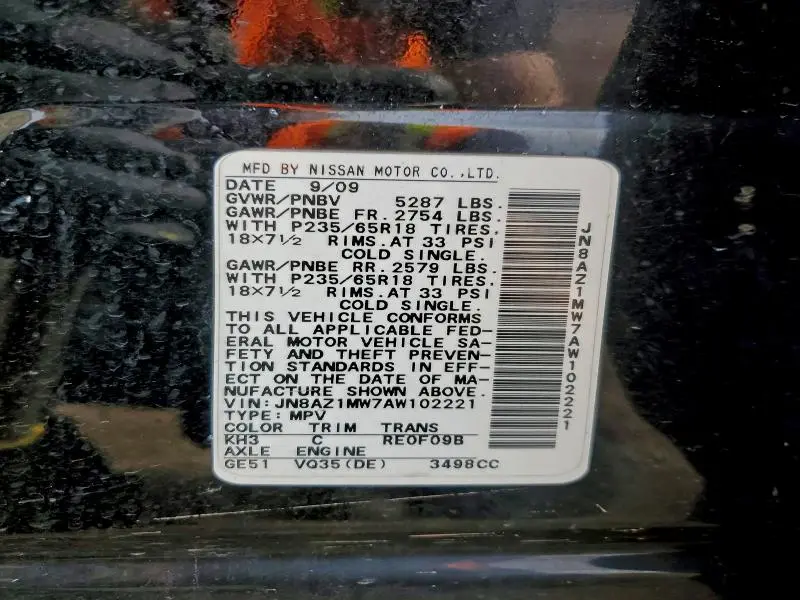 MFD BY NISSAN MOTOR CO.,LTD.
DATE 9/09
GVWR/PNBV 5287 LBS.
GAWR/PNBE FR. 2754 LBS.
WITH P235/65R18 TIRES.
18×7½ RIMS.AT 33 PSI
COLD SINGLE.
GAWR/PNBE RR. 2579 LBS.
WITH P235/65R18 TIRES.
18×7½ RIMS.AT 33 PSI
COLD SINGLE.
THIS VEHICLE CONFORMS
TO ALL APPLICABLE FED-
ERAL MOTOR VEHICLE SA-
FETY AND THEFT PREVEN-
TION STANDARDS IN EFF-
ECT ON THE DATE OF MA-
NUFACTURE SHOWN ABOVE.
VIN: JN8AZ1MW7AW102221
TYPE: MPV
COLOR TRIM TRANS
KH3 C RE0F09B
AXLE ENGINE
GE51 VQ35(DE) 3498CC
JN8AZ1MW7AW102221